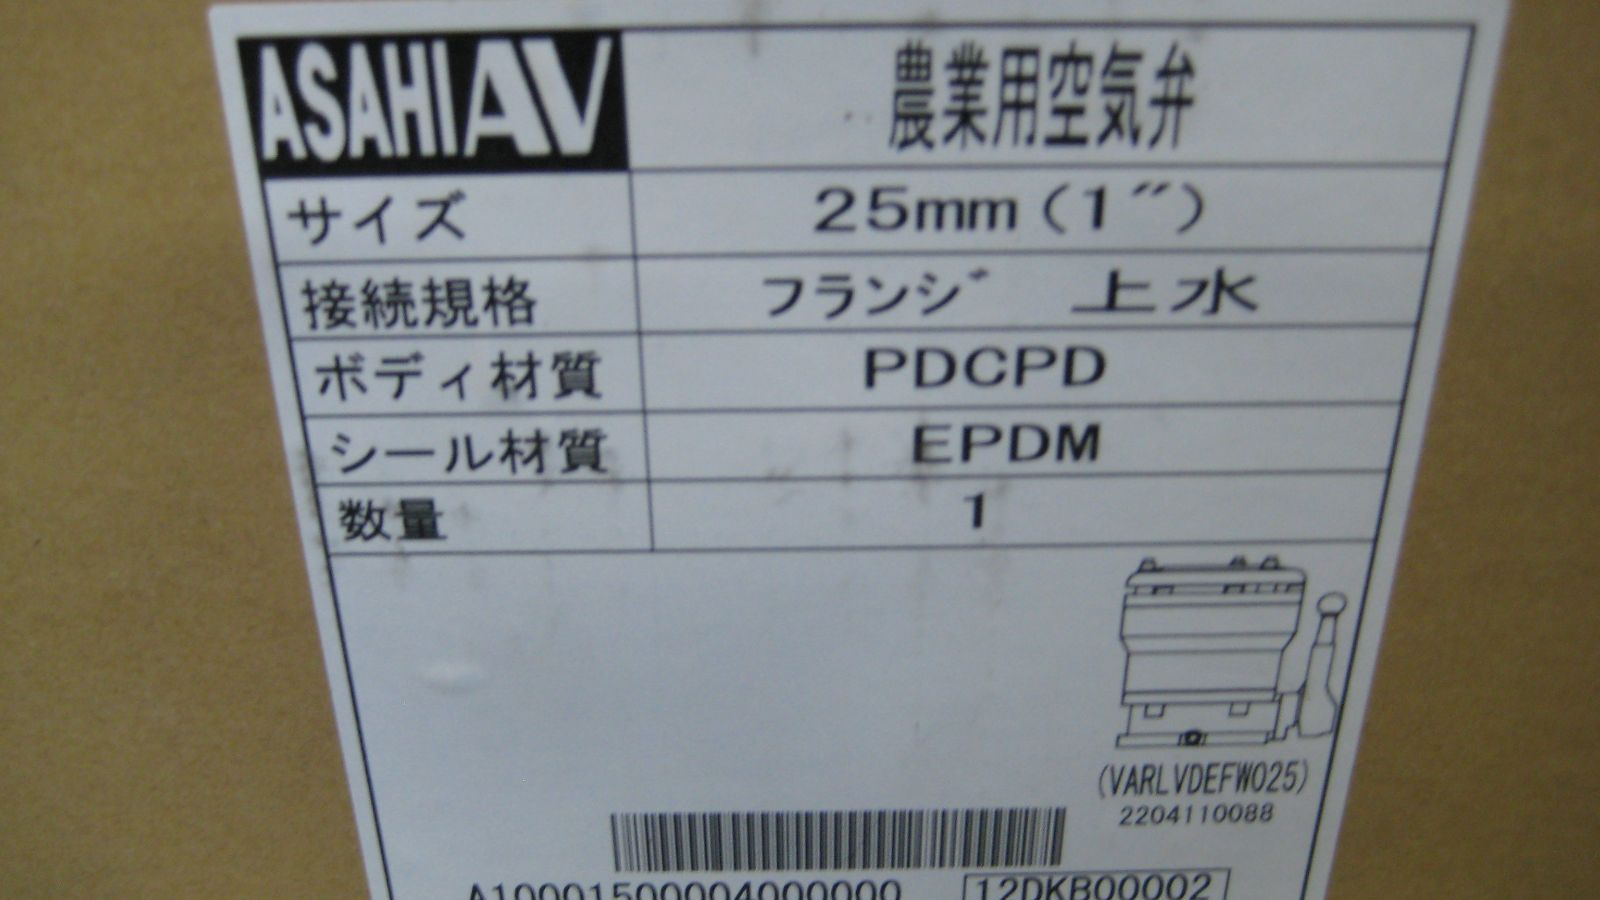 ASAHI AV 農業用空気弁
サイズ 25mm(1")
接続規格 フランジ 上水
ボディ材質 PDCPD
シール材質 EPDM
数量 1
(VARLVDEFW025)
2204110088
A10001500004000000 12DKB00002